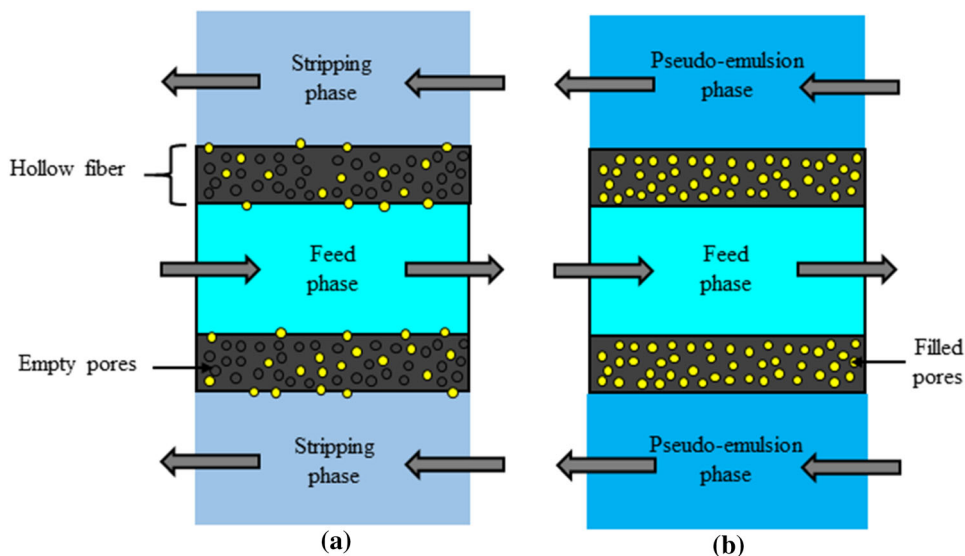 Stripping
phase
Hollow fiber
Feed
phase
Empty pores
Stripping
phase
(a)
Pseudo-emulsion
phase
Feed
phase
Filled
pores
Pseudo-emulsion
phase
(b)